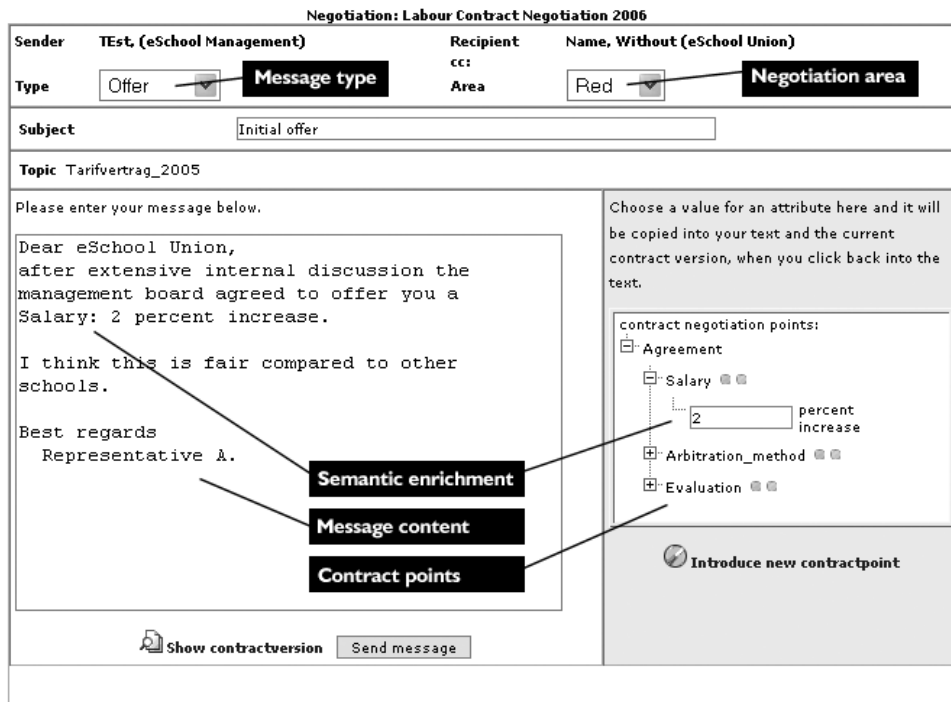 Negotiation: Labour Contract Negotiation 2006
Sender TEst, (eSchool Management) Recipient Name, Without (eSchool Union)
cc:
Type Offer Message type Area Red Negotiation area
Subject Initial offer
Topic Tarifvertrag_2005
Please enter your message below.
Dear eSchool Union,
after extensive internal discussion the
management board agreed to offer you a
Salary: 2 percent increase.
I think this is fair compared to other
schools.
Best regards
Representative A.
Semantic enrichment
Message content
Contract points
Show contractversion Send message
Choose a value for an attribute here and it will
be copied into your text and the current
contract version, when you click back into the
text.
contract negotiation points:
Agreement
Salary
2 percent
increase
Arbitration_method
Evaluation
Introduce new contractpoint